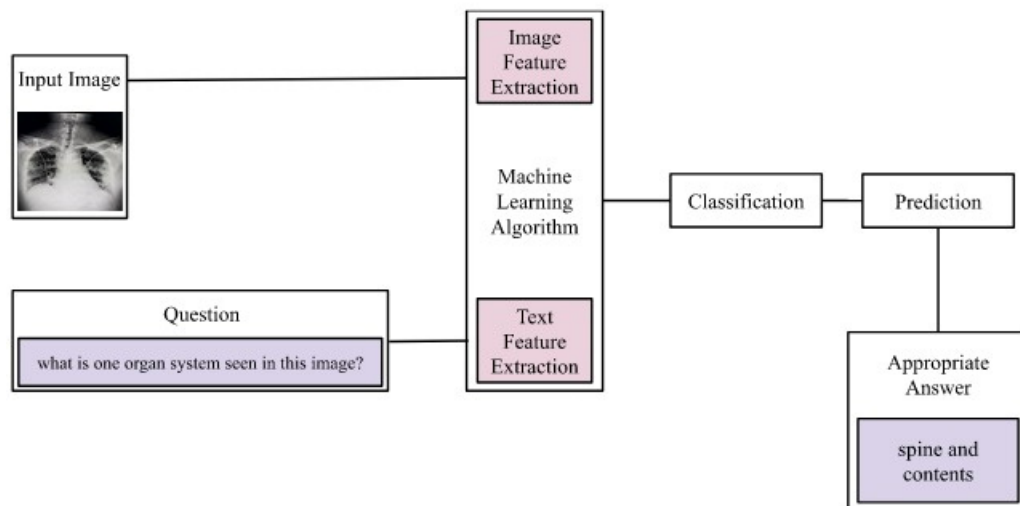 Input Image
Question
what is one organ system seen in this image?
Image
Feature
Extraction
Machine
Learning
Algorithm
Text
Feature
Extraction
Classification
Prediction
Appropriate
Answer
spine and
contents